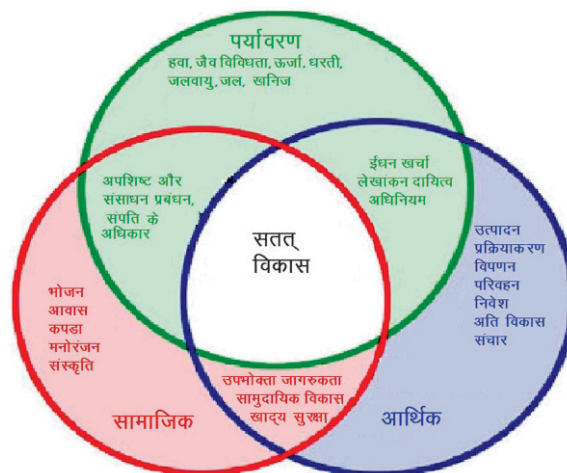 पर्यावरण
हवा, जैव विविधता, ऊर्जा, धरती,
जलवायु, जल, खनिज
अपशिष्ट और
संसाधन प्रबंधन,
संपति के
अधिकार
ईंधन खर्चा
लेखांकन दायित्व
अधिनियम
सतत्
विकास
भोजन
आवास
कपडा
मनोरंजन
संस्कृति
सामाजिक
उपभोक्ता जागरुकता
सामुदायिक विकास
खाद्य सुरक्षा
उत्पादन
प्रक्रियाकरण
विपणन
परिवहन
निवेश
अति विकास
संचार
आर्थिक